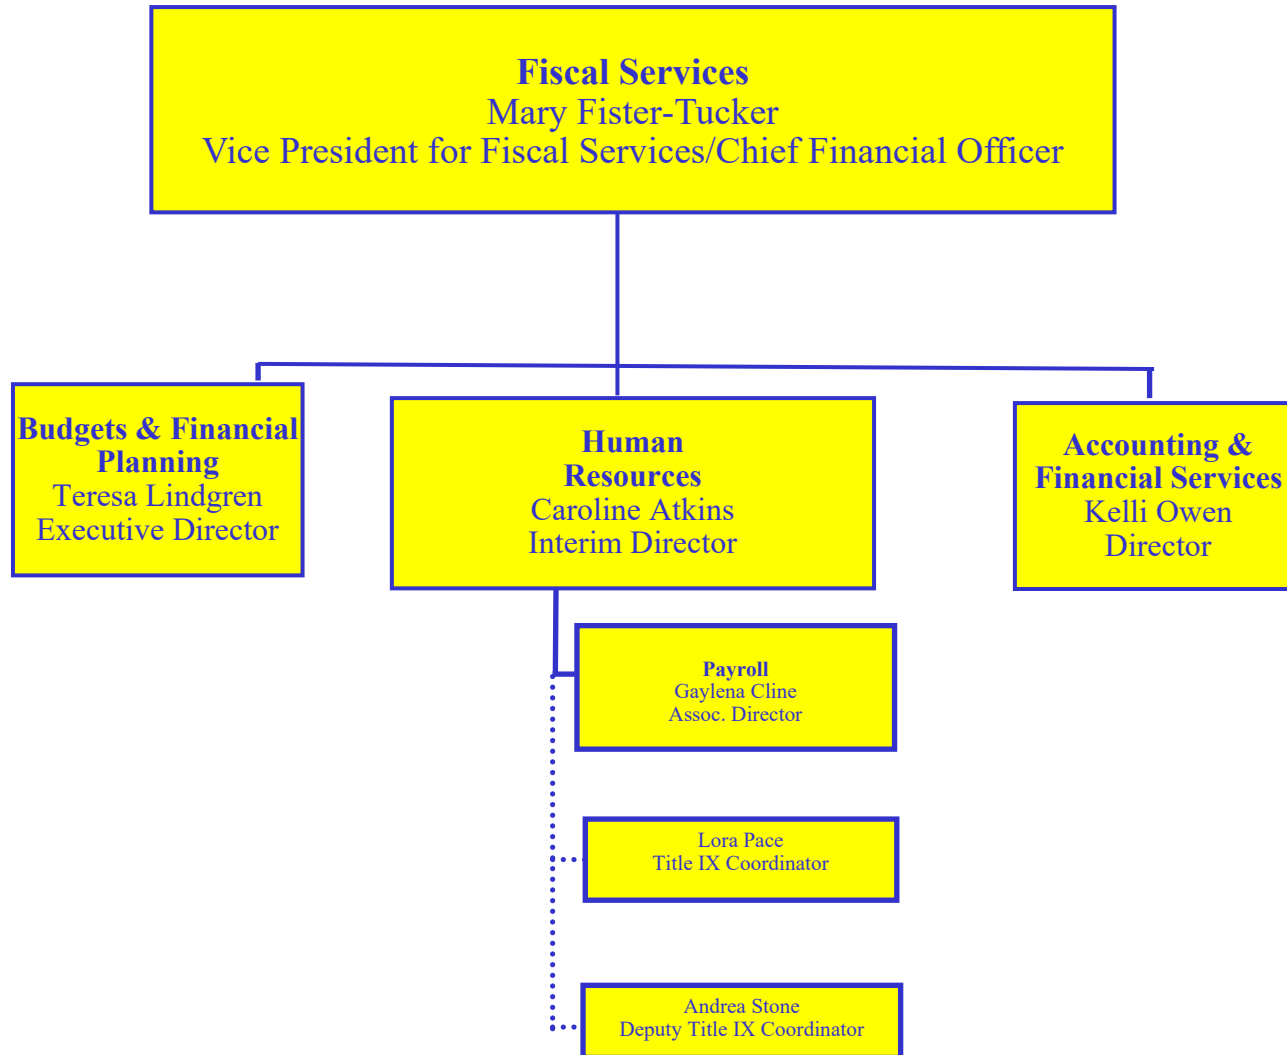 Fiscal Services
Mary Fister-Tucker
Vice President for Fiscal Services/Chief Financial Officer
Budgets & Financial
Planning
Teresa Lindgren
Executive Director
Human
Resources
Caroline Atkins
Interim Director
Accounting &
Financial Services
Kelli Owen
Director
Payroll
Gaylena Cline
Assoc. Director
Lora Pace
Title IX Coordinator
Andrea Stone
Deputy Title IX Coordinator